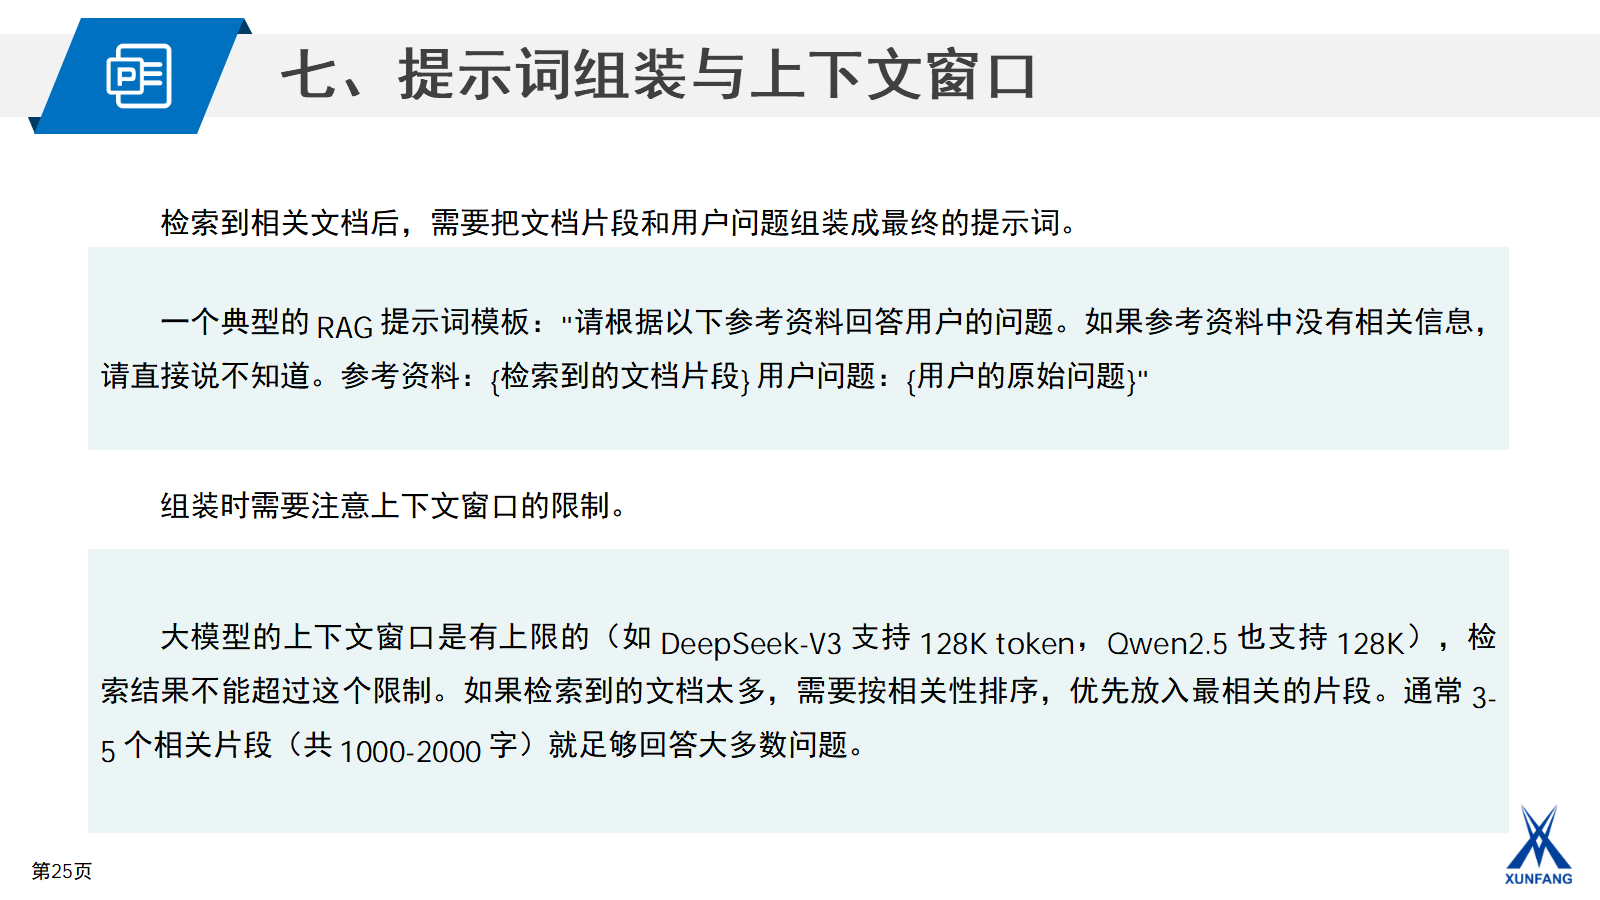 七、提示词组装与上下文窗口
检索到相关文档后，需要把文档片段和用户问题组装成最终的提示词。
一个典型的 RAG 提示词模板："请根据以下参考资料回答用户的问题。如果参考资料中没有相关信息，
请直接说不知道。参考资料：{检索到的文档片段} 用户问题：{用户的原始问题}"
组装时需要注意上下文窗口的限制。
大模型的上下文窗口是有上限的（如 DeepSeek-V3 支持 128K token，Qwen2.5 也支持 128K），检
索结果不能超过这个限制。如果检索到的文档太多，需要按相关性排序，优先放入最相关的片段。通常 3-
5 个相关片段（共 1000-2000 字）就足够回答大多数问题。
第25页
XUNFANG